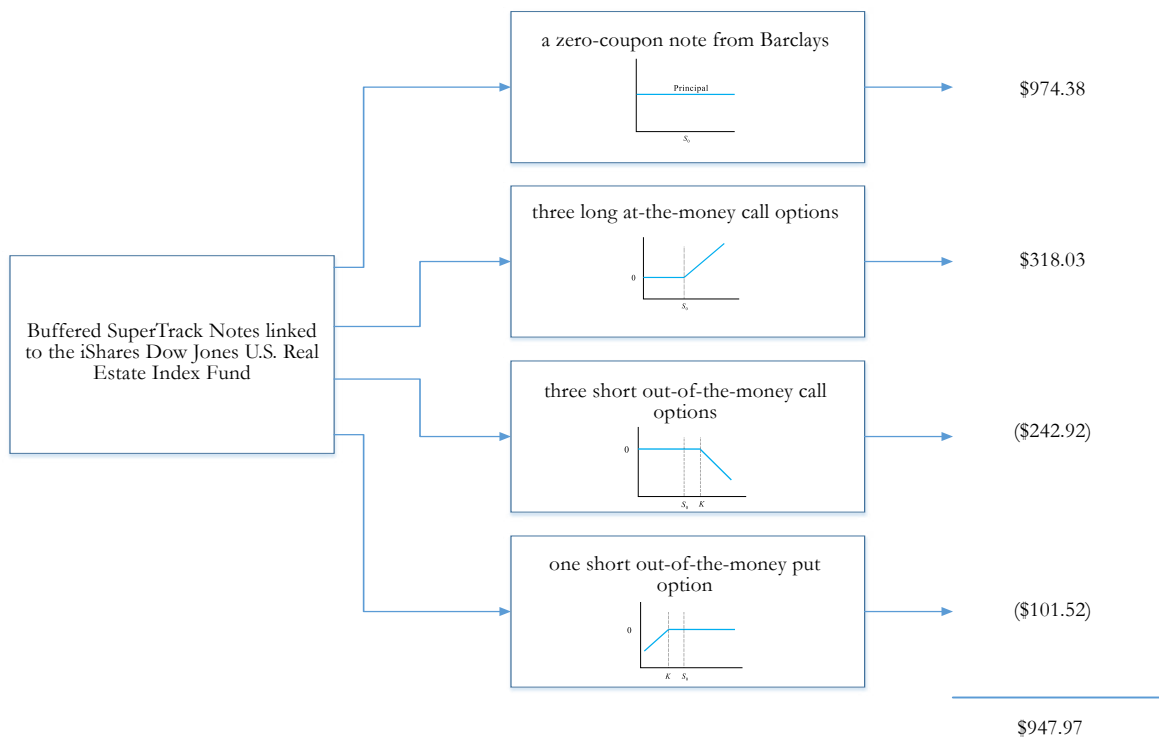 a zero-coupon note from Barclays
Principal
S0
$974.38
three long at-the-money call options
0
S0
$318.03
Buffered SuperTrack Notes linked
to the iShares Dow Jones U.S. Real
Estate Index Fund
three short out-of-the-money call
options
0
S0 K
($242.92)
one short out-of-the-money put
option
0
K S0
($101.52)
$947.97